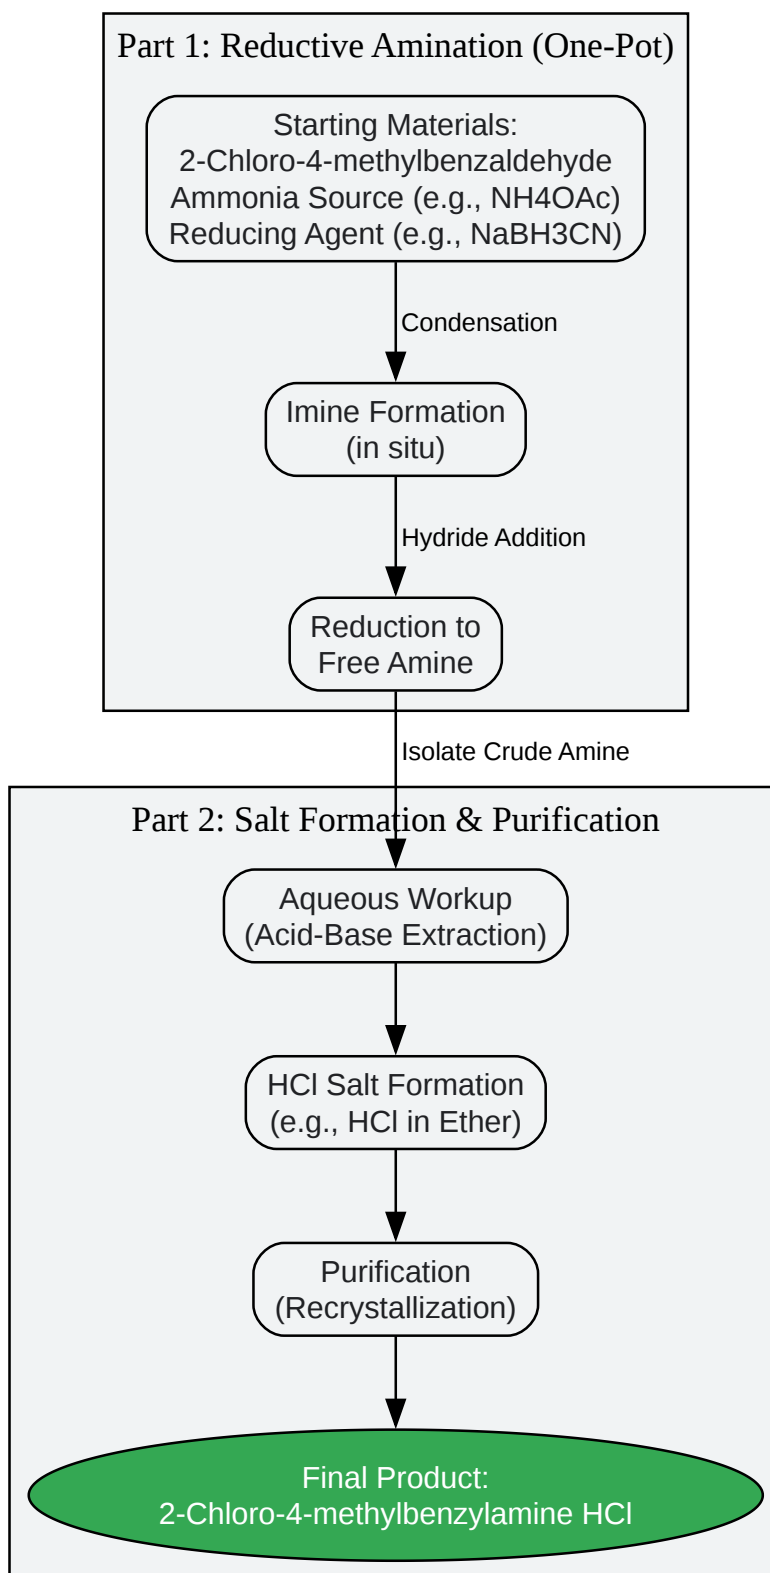 Part 1: Reductive Amination (One-Pot)
Starting Materials:
2-Chloro-4-methylbenzaldehyde
Ammonia Source (e.g., NH4OAc)
Reducing Agent (e.g., NaBH3CN)
Condensation
Imine Formation
(in situ)
Hydride Addition
Reduction to
Free Amine
Isolate Crude Amine
Part 2: Salt Formation & Purification
Aqueous Workup
(Acid-Base Extraction)
HCl Salt Formation
(e.g., HCl in Ether)
Purification
(Recrystallization)
Final Product:
2-Chloro-4-methylbenzylamine HCl